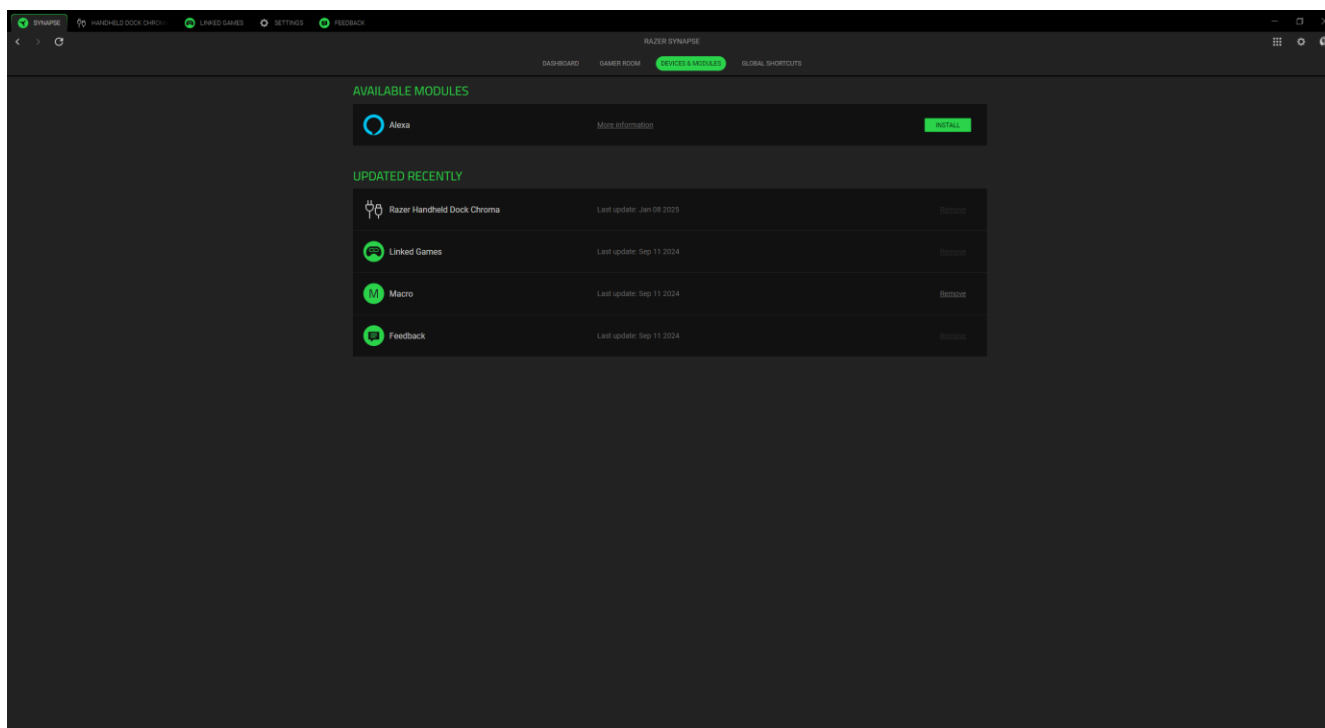 SYNAPSE HANDHELD DOCK CHRO LINKED GAMES SETTINGS FEEDBACK
RAZER SYNAPSE
DASHBOARD GAMER ROOM DEVICES & MODULES GLOBAL SHORTCUTS
AVAILABLE MODULES
Alexa More information INSTALL
UPDATED RECENTLY
Razer Handheld Dock Chroma Last update: Jan 08 2025 Remove
Linked Games Last update: Sep 11 2024 Remove
M Macro Last update: Sep 11 2024 Remove
Feedback Last update: Sep 11 2024 Remove